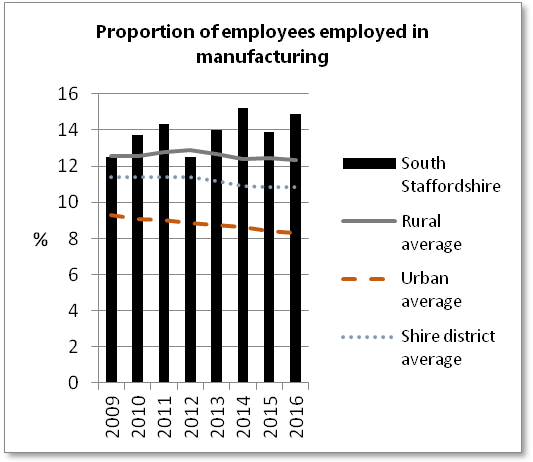 Proportion of employees employed in
manufacturing
16
14
12
10
8
6
4
2
0
%
2009
2010
2011
2012
2013
2014
2015
2016
South
Staffordshire
Rural
average
Urban
average
Shire district
average